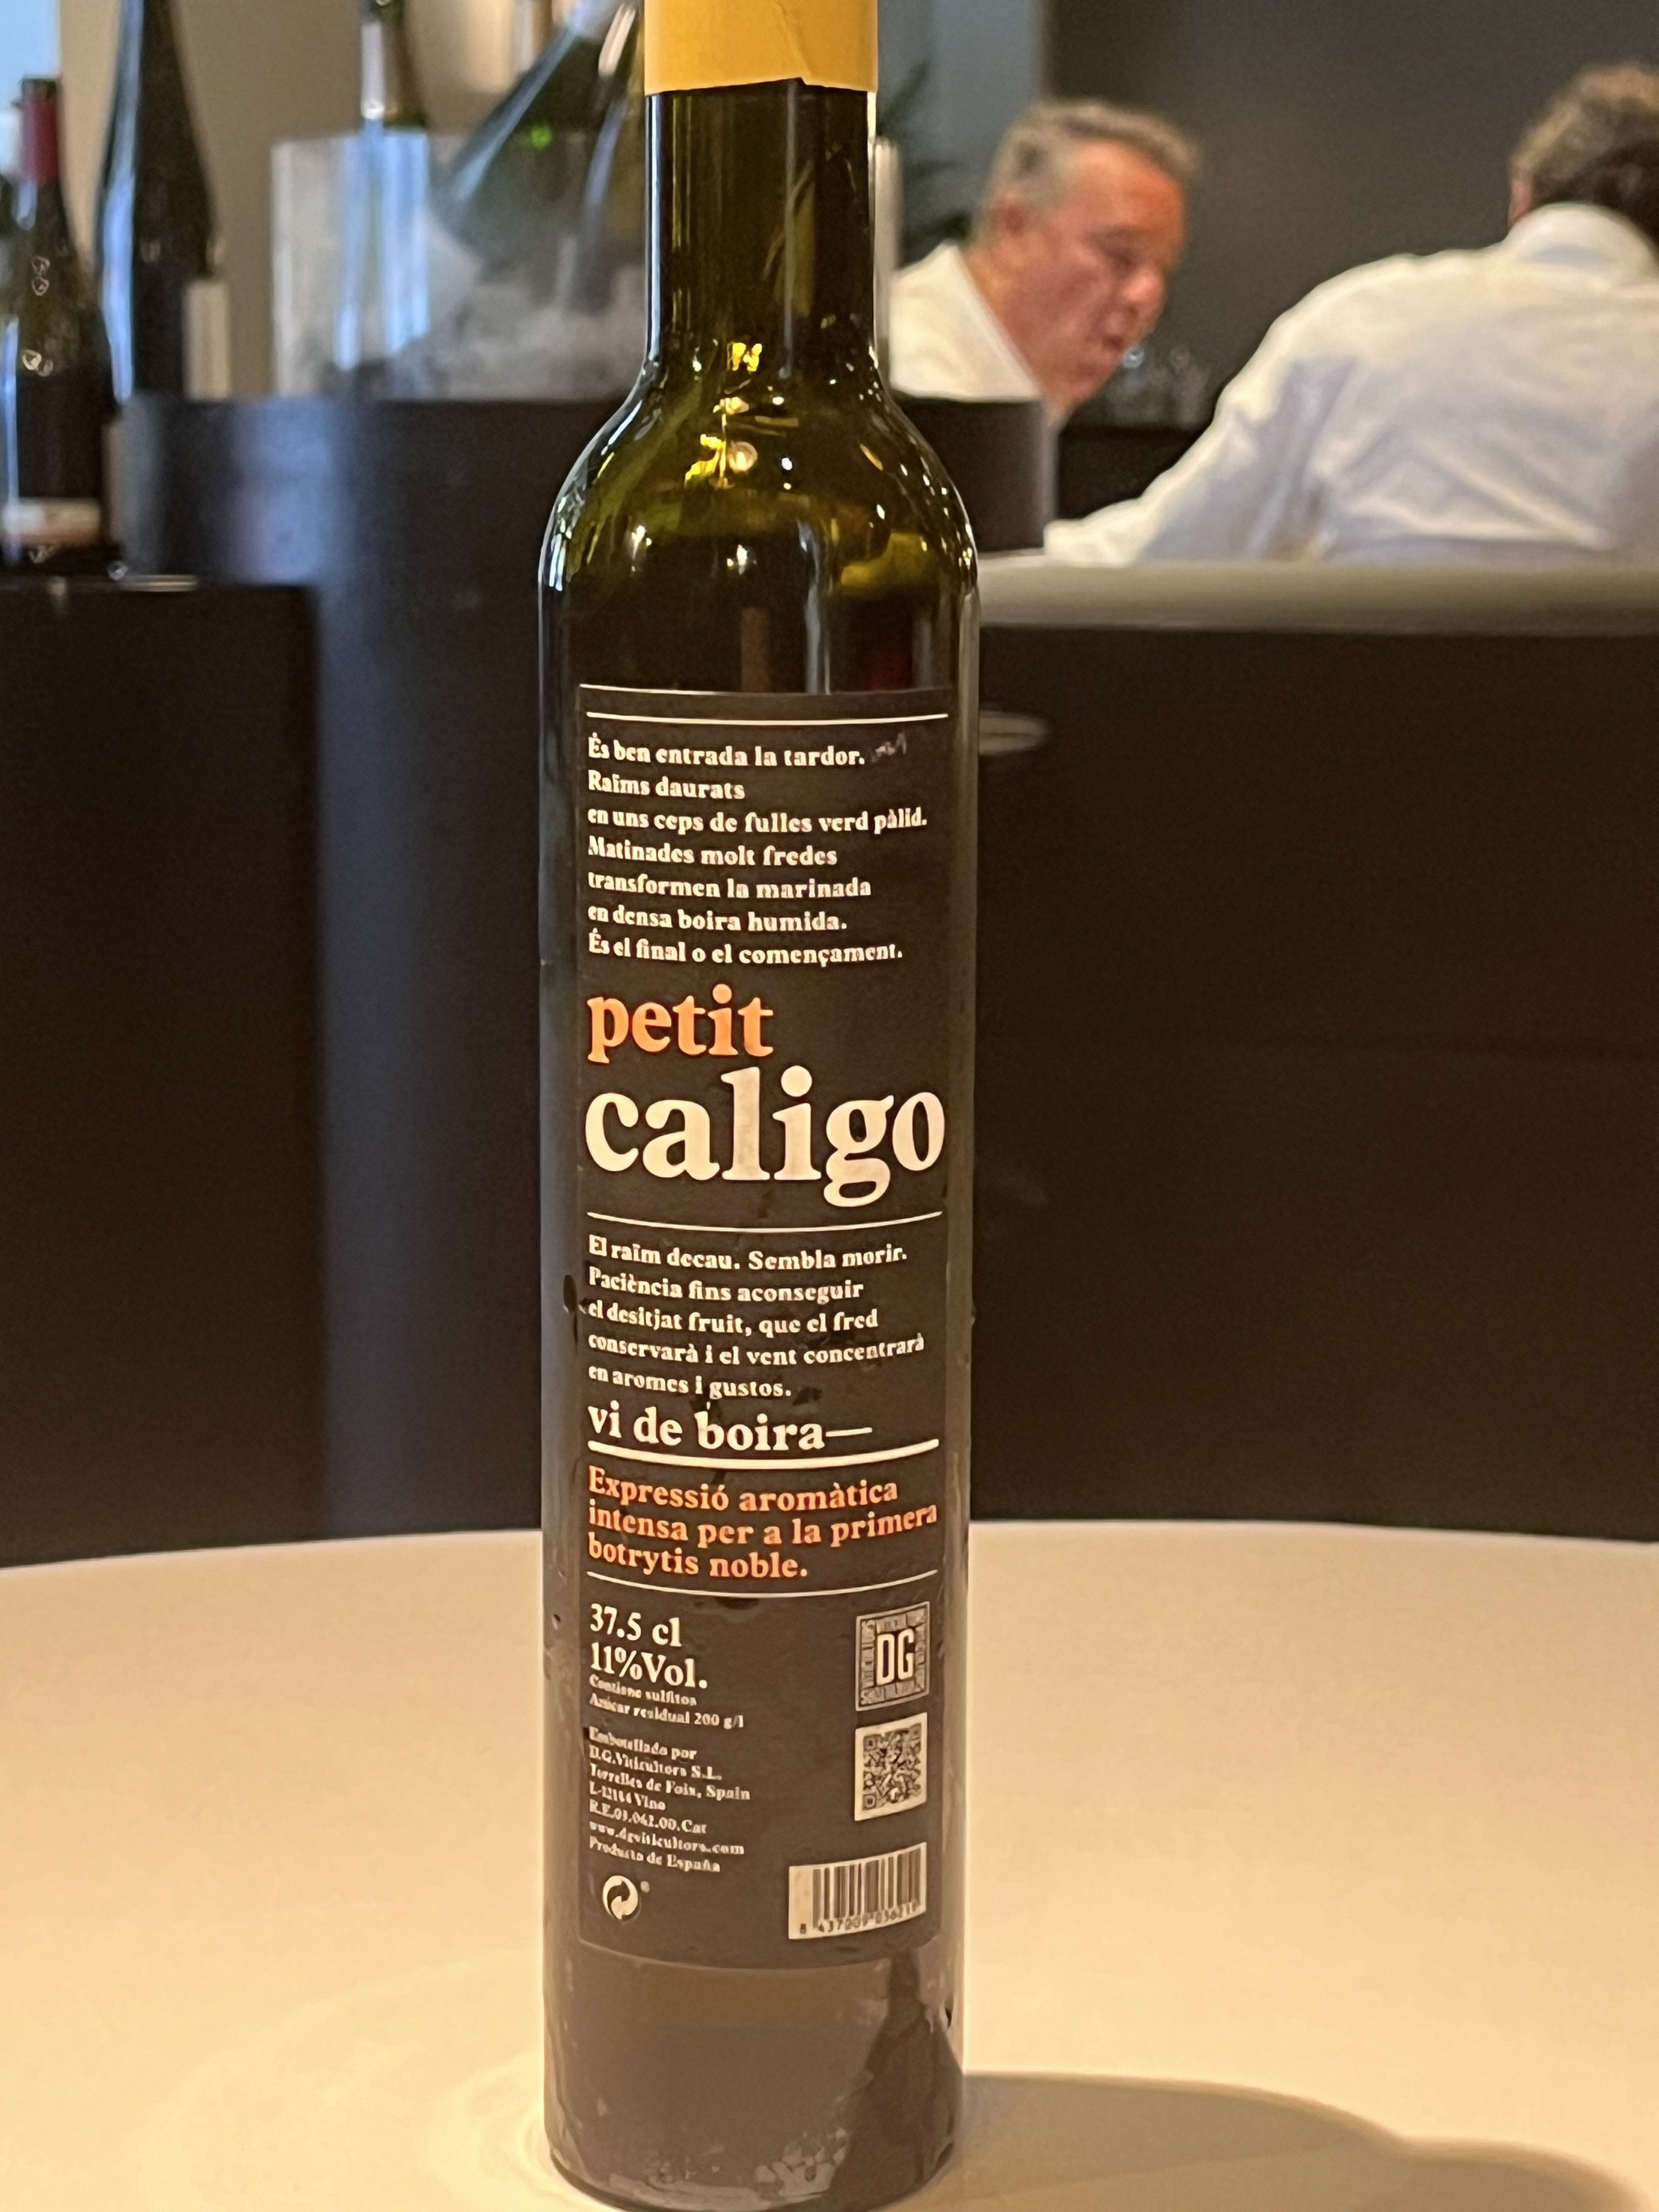 És ben entrada la tardor.
Raïms daurats
en uns ceps de fulles verd pàlid.
Matinades molt fredes
transformen la marinada
en densa boira humida.
És el final o el començament.
petit
caligo
El raïm decau. Sembla morir.
Paciència fins aconseguir
el desitjat fruit, que el fred
conservarà i el vent concentrarà
en aromes i gustos.
vi de boira—
Expressió aromàtica
intensa per a la primera
botrytis noble.
37.5 cl
11%Vol.
Contiene sulfitos
Azúcar residual 200 g/l
DG
Embotellado por
D.G.Viticultors S.L.
Torrelles de Foix, Spain
Vino
www.dgviticultors.com
Producto de España